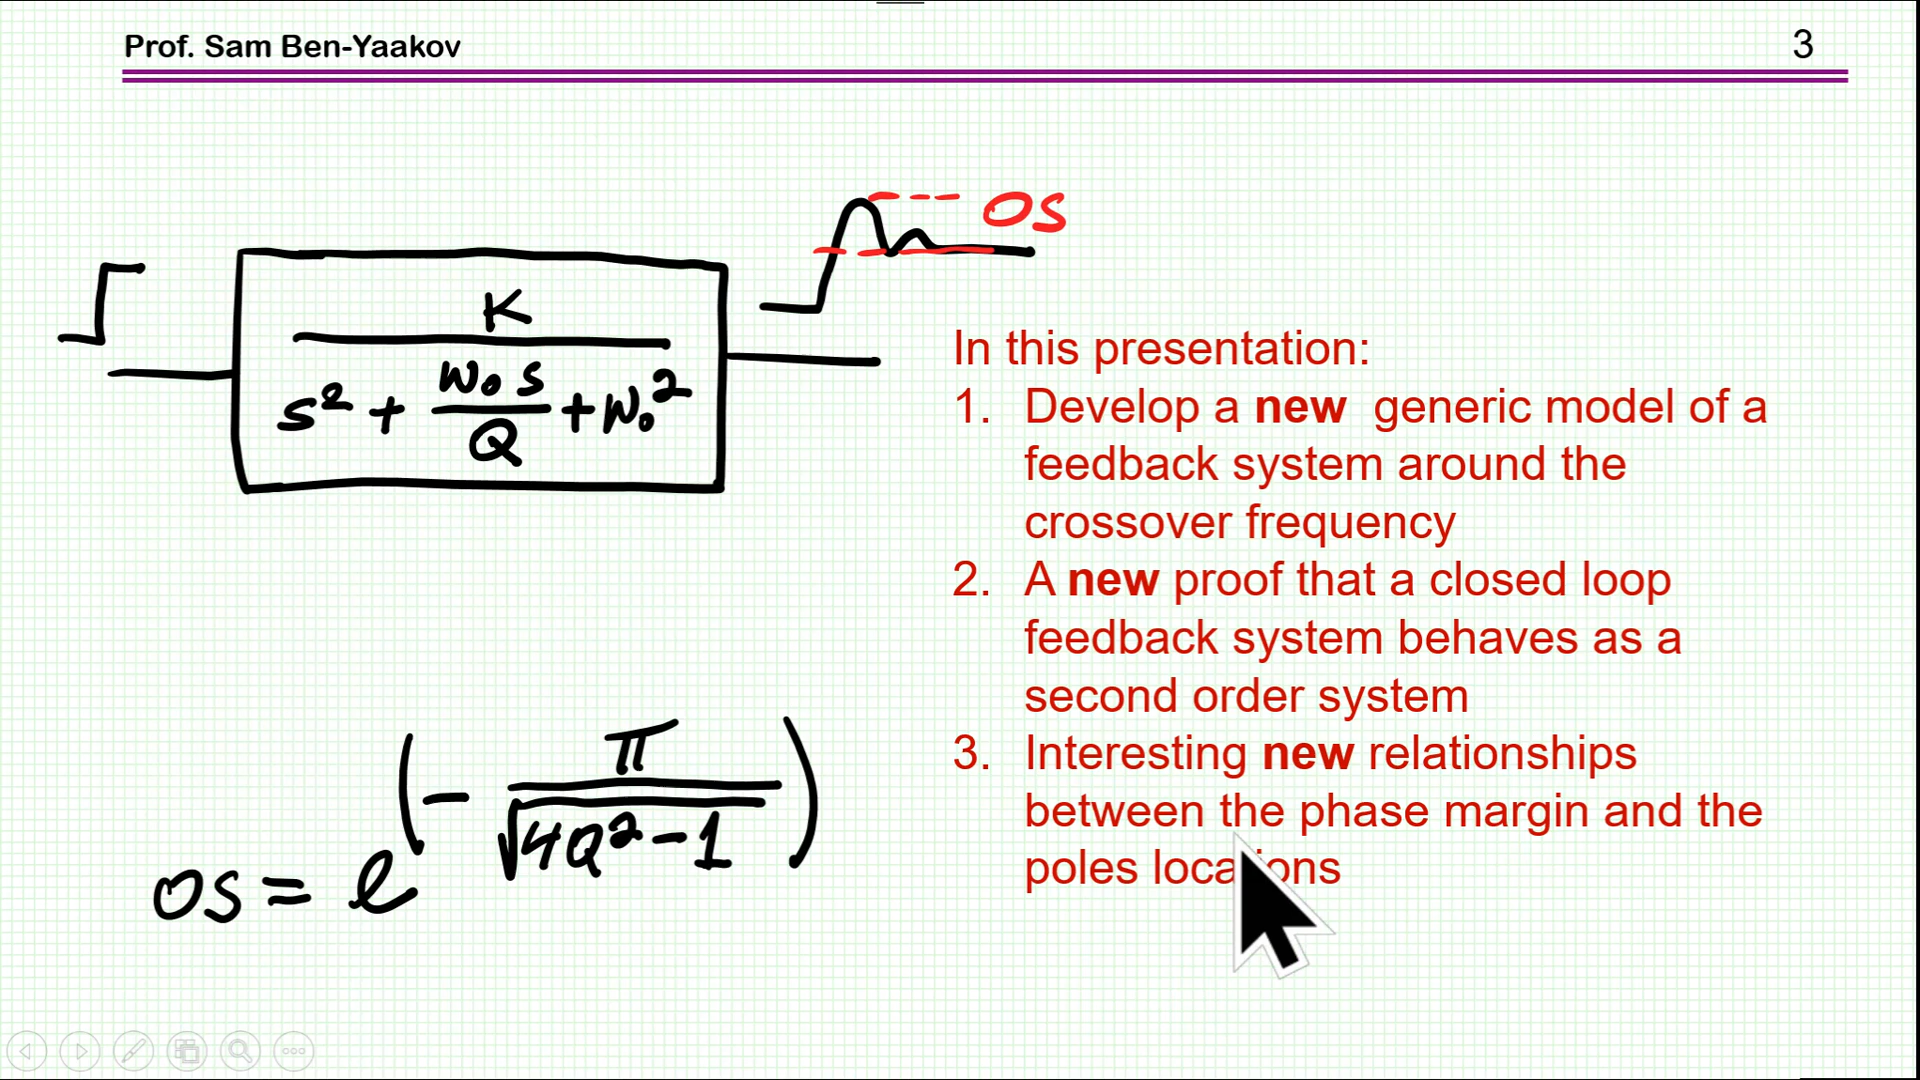 Prof. Sam Ben-Yaakov
3
OS
K
s² + ω₀s/Q + ω₀²
In this presentation:
1. Develop a new generic model of a
feedback system around the
crossover frequency
2. A new proof that a closed loop
feedback system behaves as a
second order system
3. Interesting new relationships
between the phase margin and the
poles locations
OS = e^(-π/√(4Q²-1))